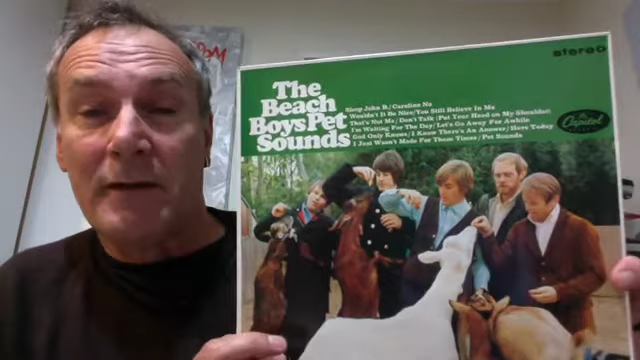 stereo
The
Beach
Boys Pet
Sounds
Sloop John B./Caroline No
Wouldn't It Be Nice/You Still Believe In Me
That's Not Me/Don't Talk (Put Your Head on My Shoulder)
I'm Waiting For The Day/Let's Go Away For Awhile
God Only Knows/I Know There's An Answer/Here Today
I Just Wasn't Made For These Times/Pet Sounds
Capitol